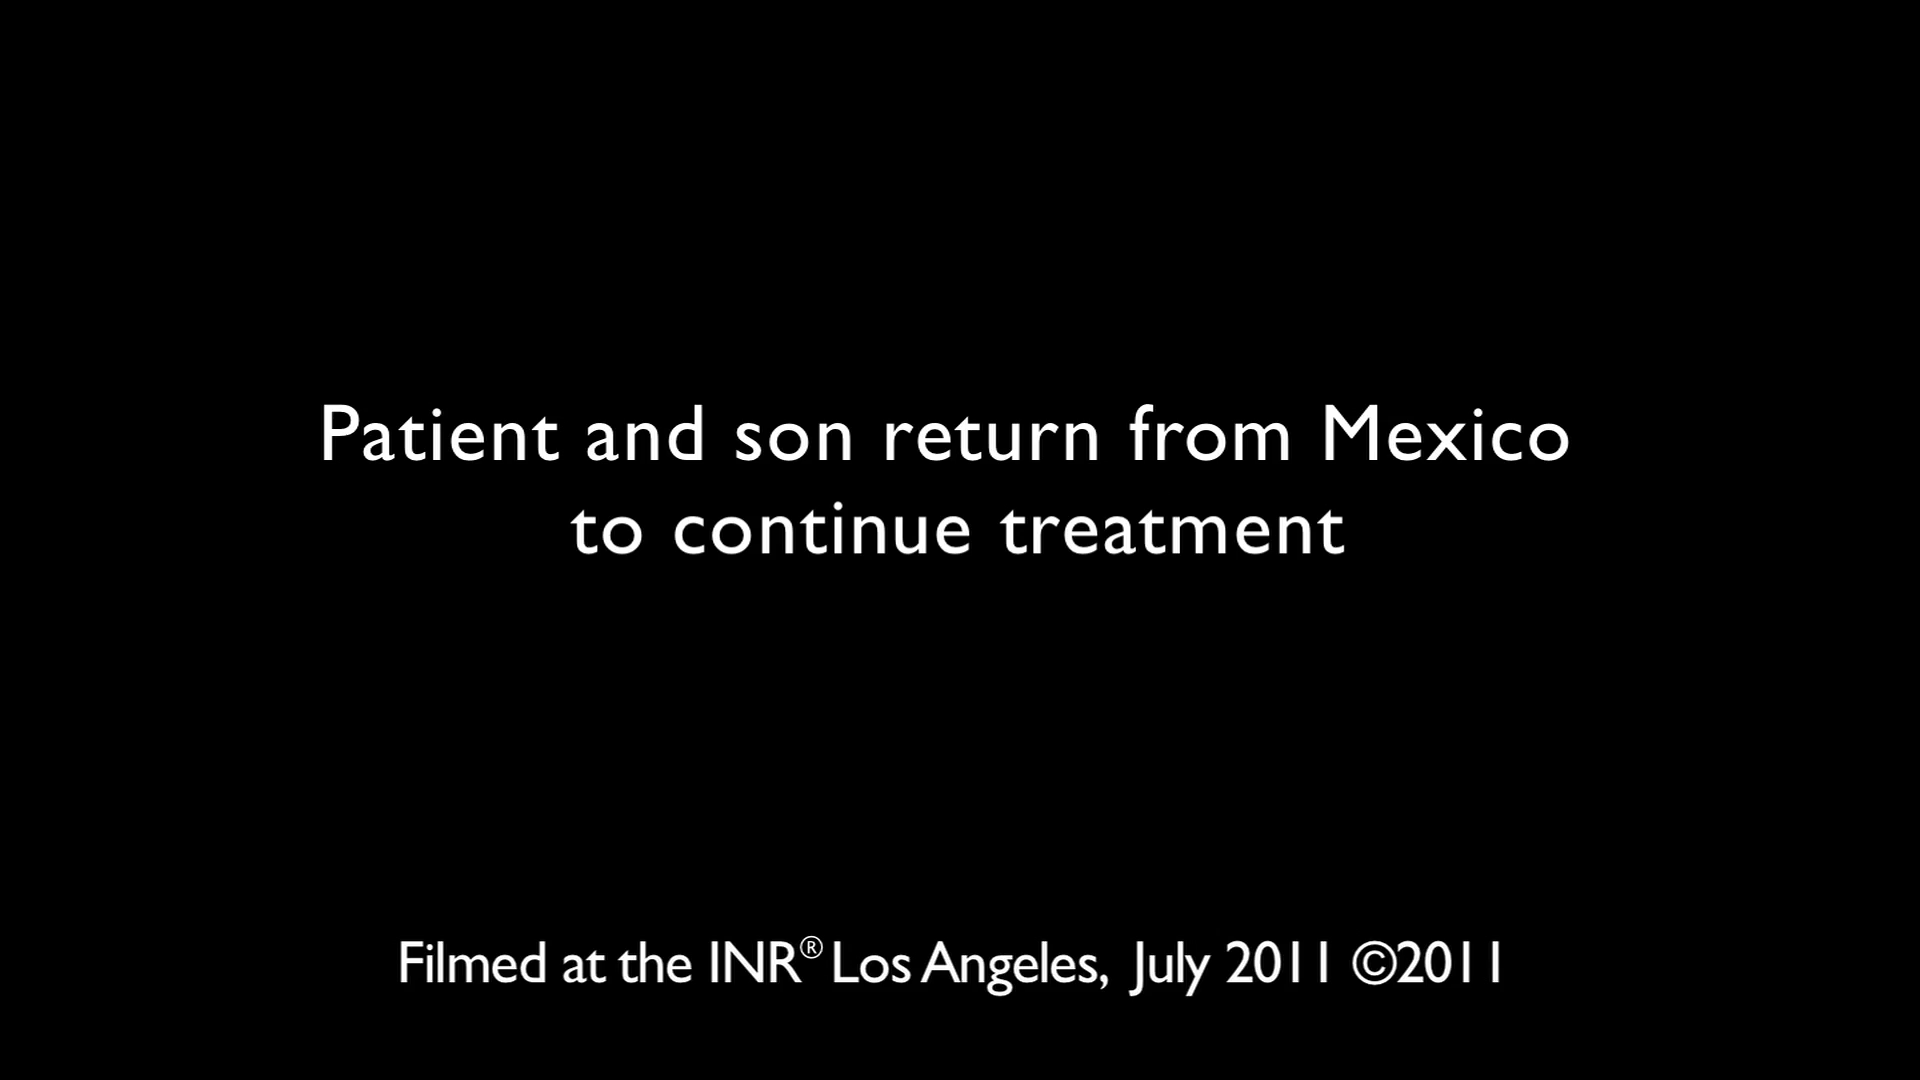 Patient and son return from Mexico
to continue treatment
Filmed at the INR® Los Angeles, July 2011 ©2011